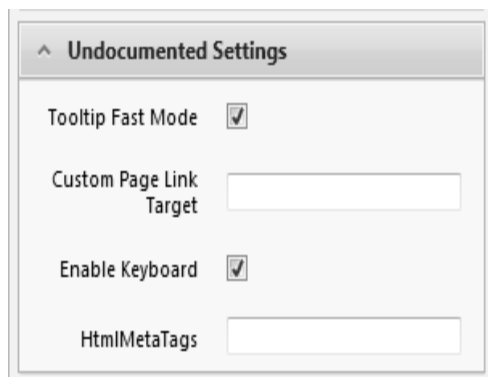 Undocumented Settings
Tooltip Fast Mode
Custom Page Link
Target
Enable Keyboard
HtmlMetaTags